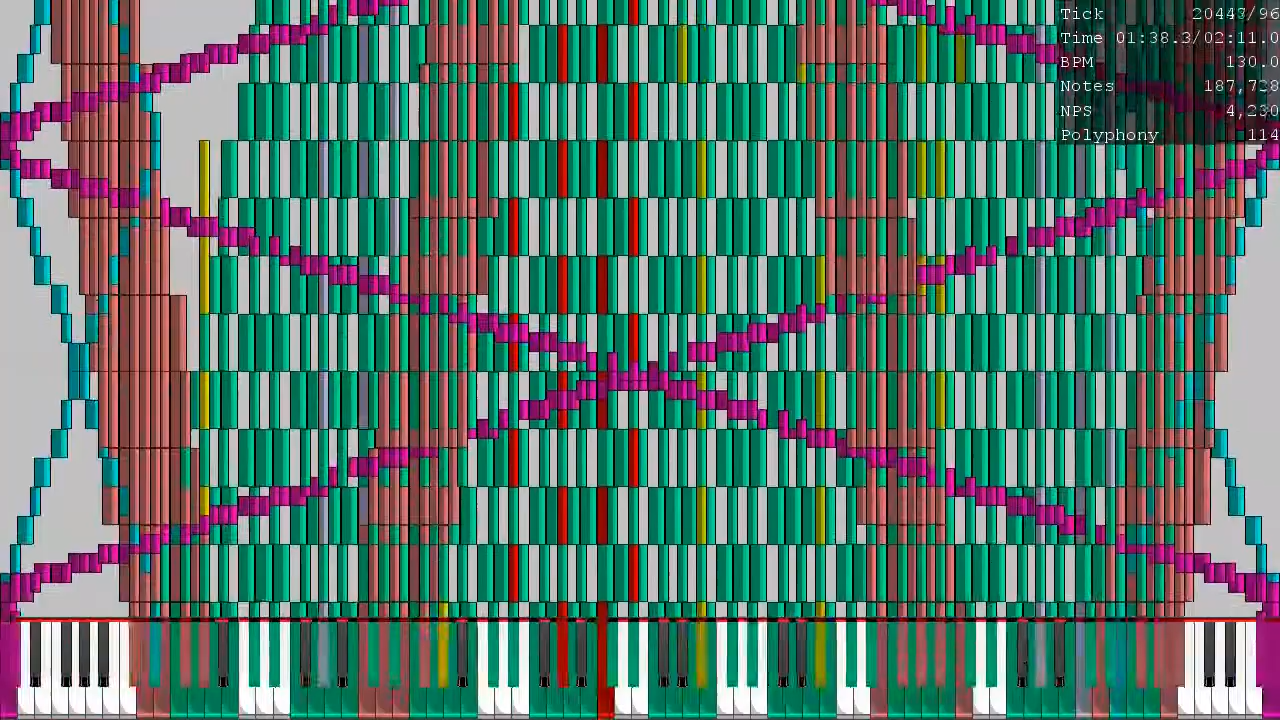 Tick 20447/96
Time 01:38.3/02:11.0
BPM 130.0
Notes 187,728
NPS 4,230
Polyphony 114